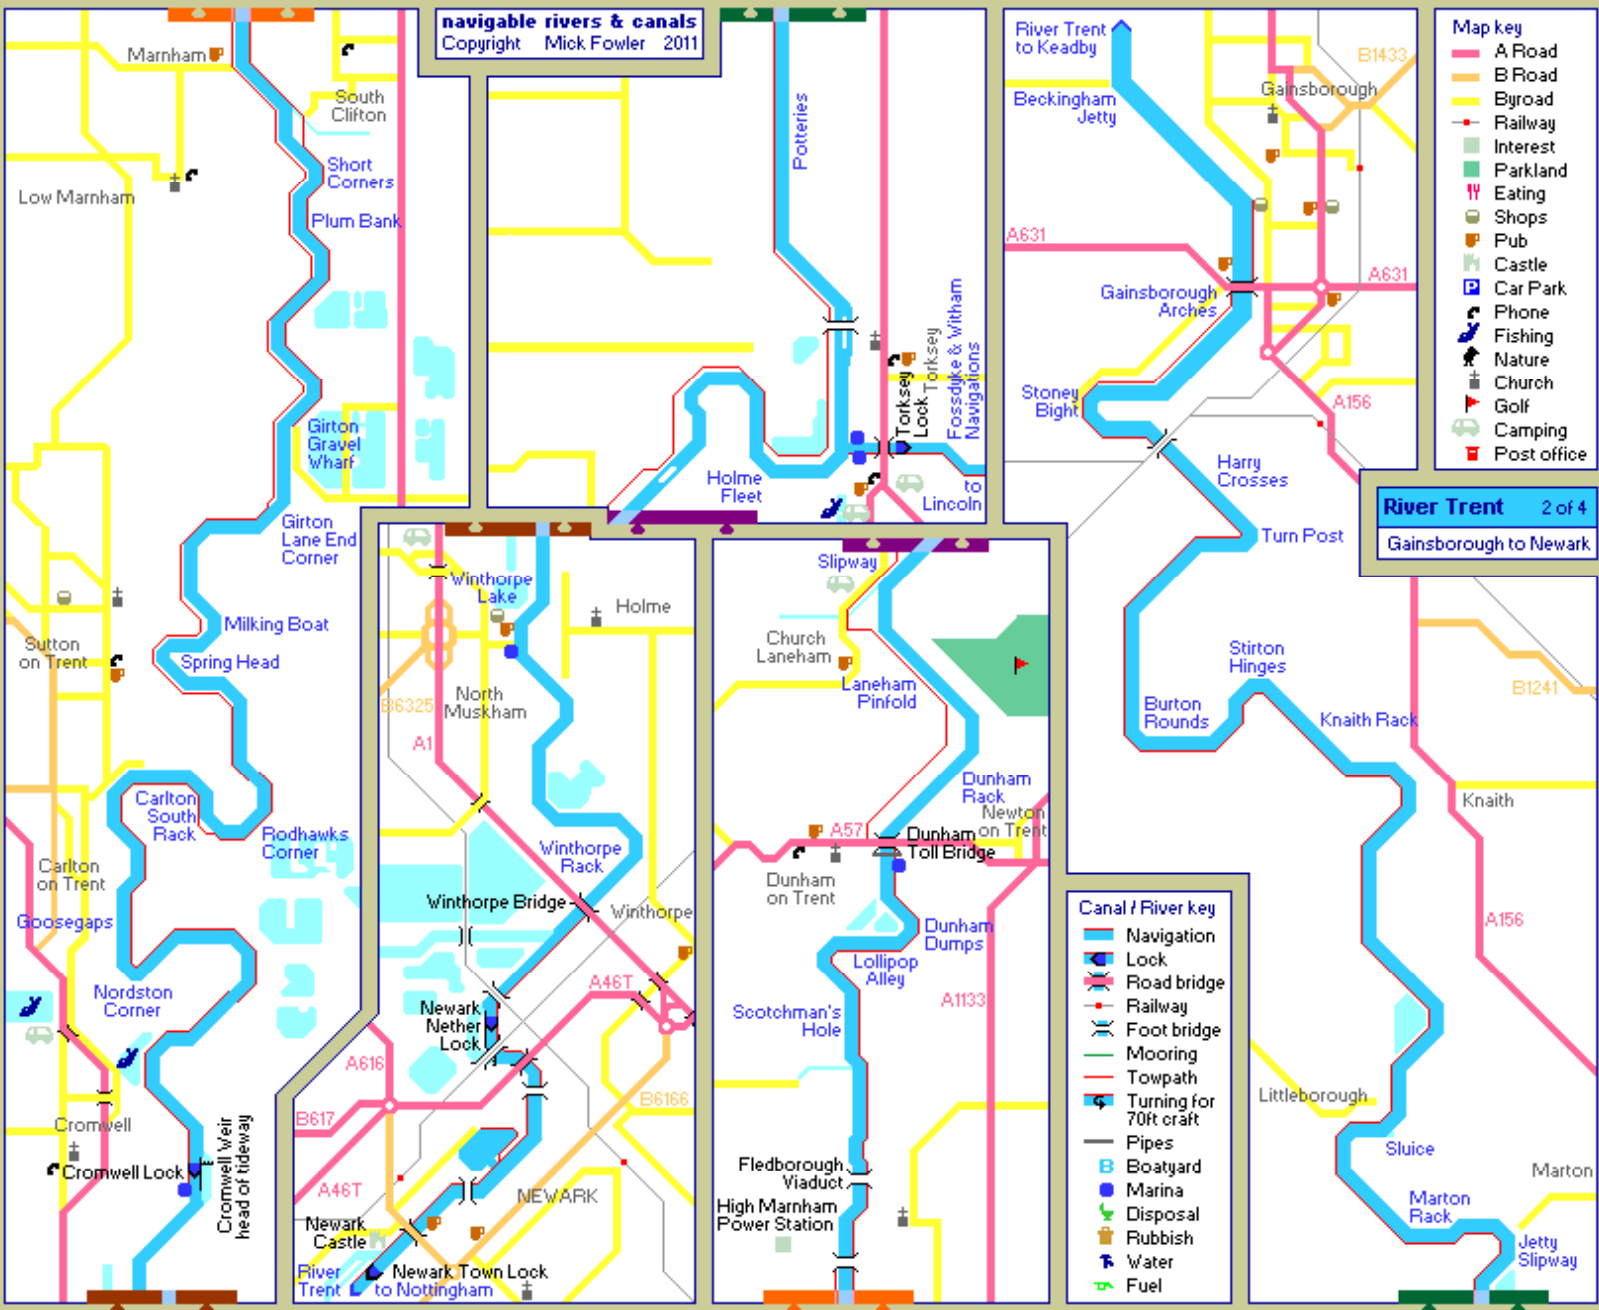 navigable rivers & canals
Copyright Mick Fowler 2011
Marnham
South
Clifton
Short
Corners
Low Marnham
Plum Bank
Girton
Gravel
Wharf
Girton
Lane End
Corner
Milking Boat
Sutton
on Trent
Spring Head
Carlton
South
Rack
Rodhawks
Corner
Carlton
on Trent
Goosegaps
Nordston
Corner
Cromwell
Cromwell Lock
Cromwell Weir
head of tideway
Potteries
Torksey
Torksey
Lock
Fossdyke & Witham
Navigations
to
Lincoln
Holme
Fleet
Winthorpe
Lake
Holme
B6325
North
Muskham
A1
Winthorpe
Rack
Winthorpe Bridge
Winthorpe
A46T
Newark
Nether
Lock
A616
B617
B6166
A46T
NEWARK
Newark
Castle
River
Trent
Newark Town Lock
to Nottingham
Slipway
Church
Laneham
Laneham
Pinfold
Dunham
Rack
Newton
on Trent
A57
Dunham
Toll Bridge
Dunham
on Trent
Dunham
Dumps
Lollipop
Alley
Scotchman's
Hole
A1133
Fledborough
Viaduct
High Marnham
Power Station
River Trent
to Keadby
B1433
Gainsborough
Beckingham
Jetty
A631
A631
Gainsborough
Arches
Stoney
Bight
A156
Harry
Crosses
Turn Post
Stirton
Hinges
B1241
Burton
Rounds
Knaith Rack
Knaith
A156
Littleborough
Sluice
Marton
Marton
Rack
Jetty
Slipway
Map key
A Road
B Road
Byroad
Railway
Interest
Parkland
Eating
Shops
Pub
Castle
Car Park
Phone
Fishing
Nature
Church
Golf
Camping
Post office
River Trent 2 of 4
Gainsborough to Newark
Canal / River key
Navigation
Lock
Road bridge
Railway
Foot bridge
Mooring
Towpath
Turning for
70ft craft
Pipes
Boatyard
Marina
Disposal
Rubbish
Water
Fuel